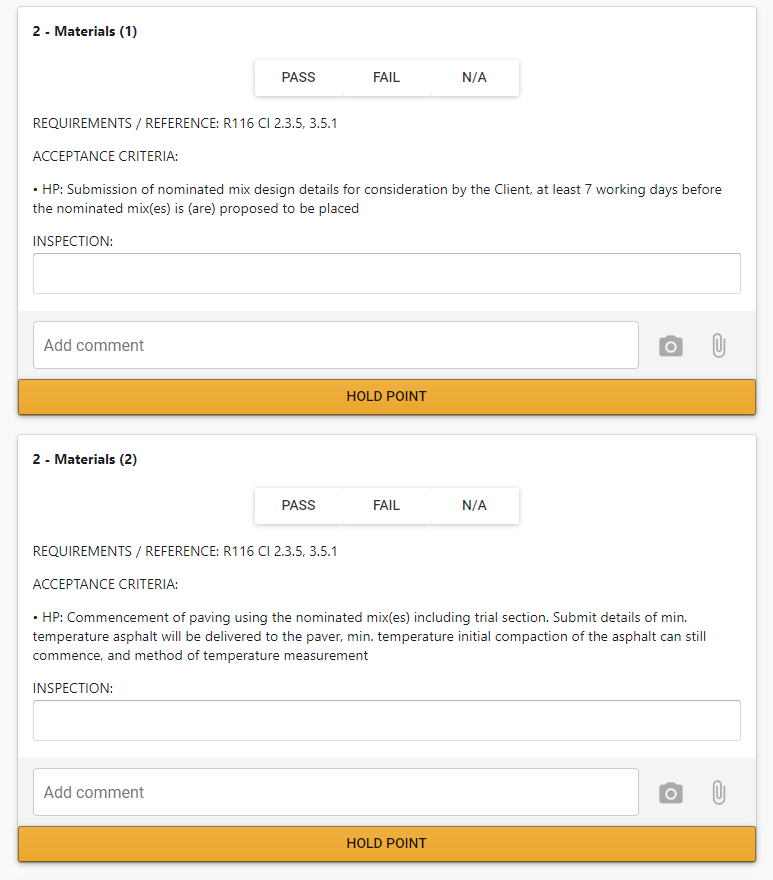 2 - Materials (1)
PASS FAIL N/A
REQUIREMENTS / REFERENCE: R116 Cl 2.3.5, 3.5.1
ACCEPTANCE CRITERIA:
• HP: Submission of nominated mix design details for consideration by the Client, at least 7 working days before
the nominated mix(es) is (are) proposed to be placed
INSPECTION:
Add comment
HOLD POINT
2 - Materials (2)
PASS FAIL N/A
REQUIREMENTS / REFERENCE: R116 Cl 2.3.5, 3.5.1
ACCEPTANCE CRITERIA:
• HP: Commencement of paving using the nominated mix(es) including trial section. Submit details of min.
temperature asphalt will be delivered to the paver, min. temperature initial compaction of the asphalt can still
commence, and method of temperature measurement
INSPECTION:
Add comment
HOLD POINT